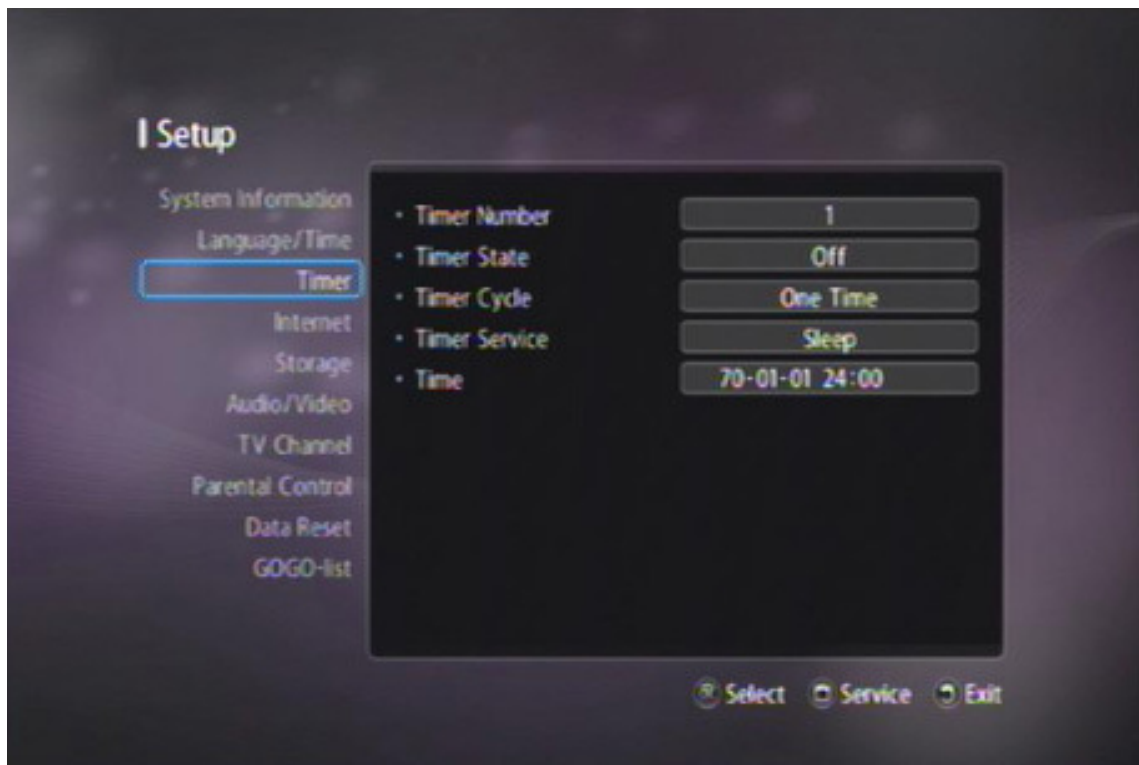 Setup
System Information
Language/Time
Timer
Internet
Storage
Audio/Video
TV Channel
Parental Control
Data Reset
GOGO-list
• Timer Number 1
• Timer State Off
• Timer Cycle One Time
• Timer Service Sleep
• Time 70-01-01 24:00
Select Service Exit